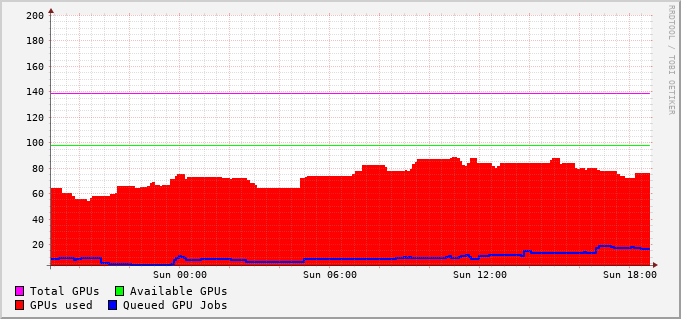 200
180
160
140
120
100
80
60
40
20
Sun 00:00 Sun 06:00 Sun 12:00 Sun 18:00
Total GPUs Available GPUs
GPUs used Queued GPU Jobs
RRDTOOL / TOBI OETIKER